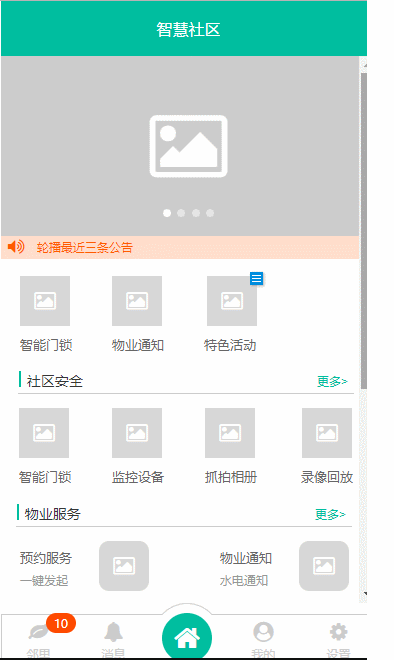 智慧社区
轮播最近三条公告
智能门锁 物业通知 特色活动
社区安全 更多>
智能门锁 监控设备 抓拍相册 录像回放
物业服务 更多>
预约服务 物业通知
一键发起 水电通知
10
邻里 消息 我的 设置